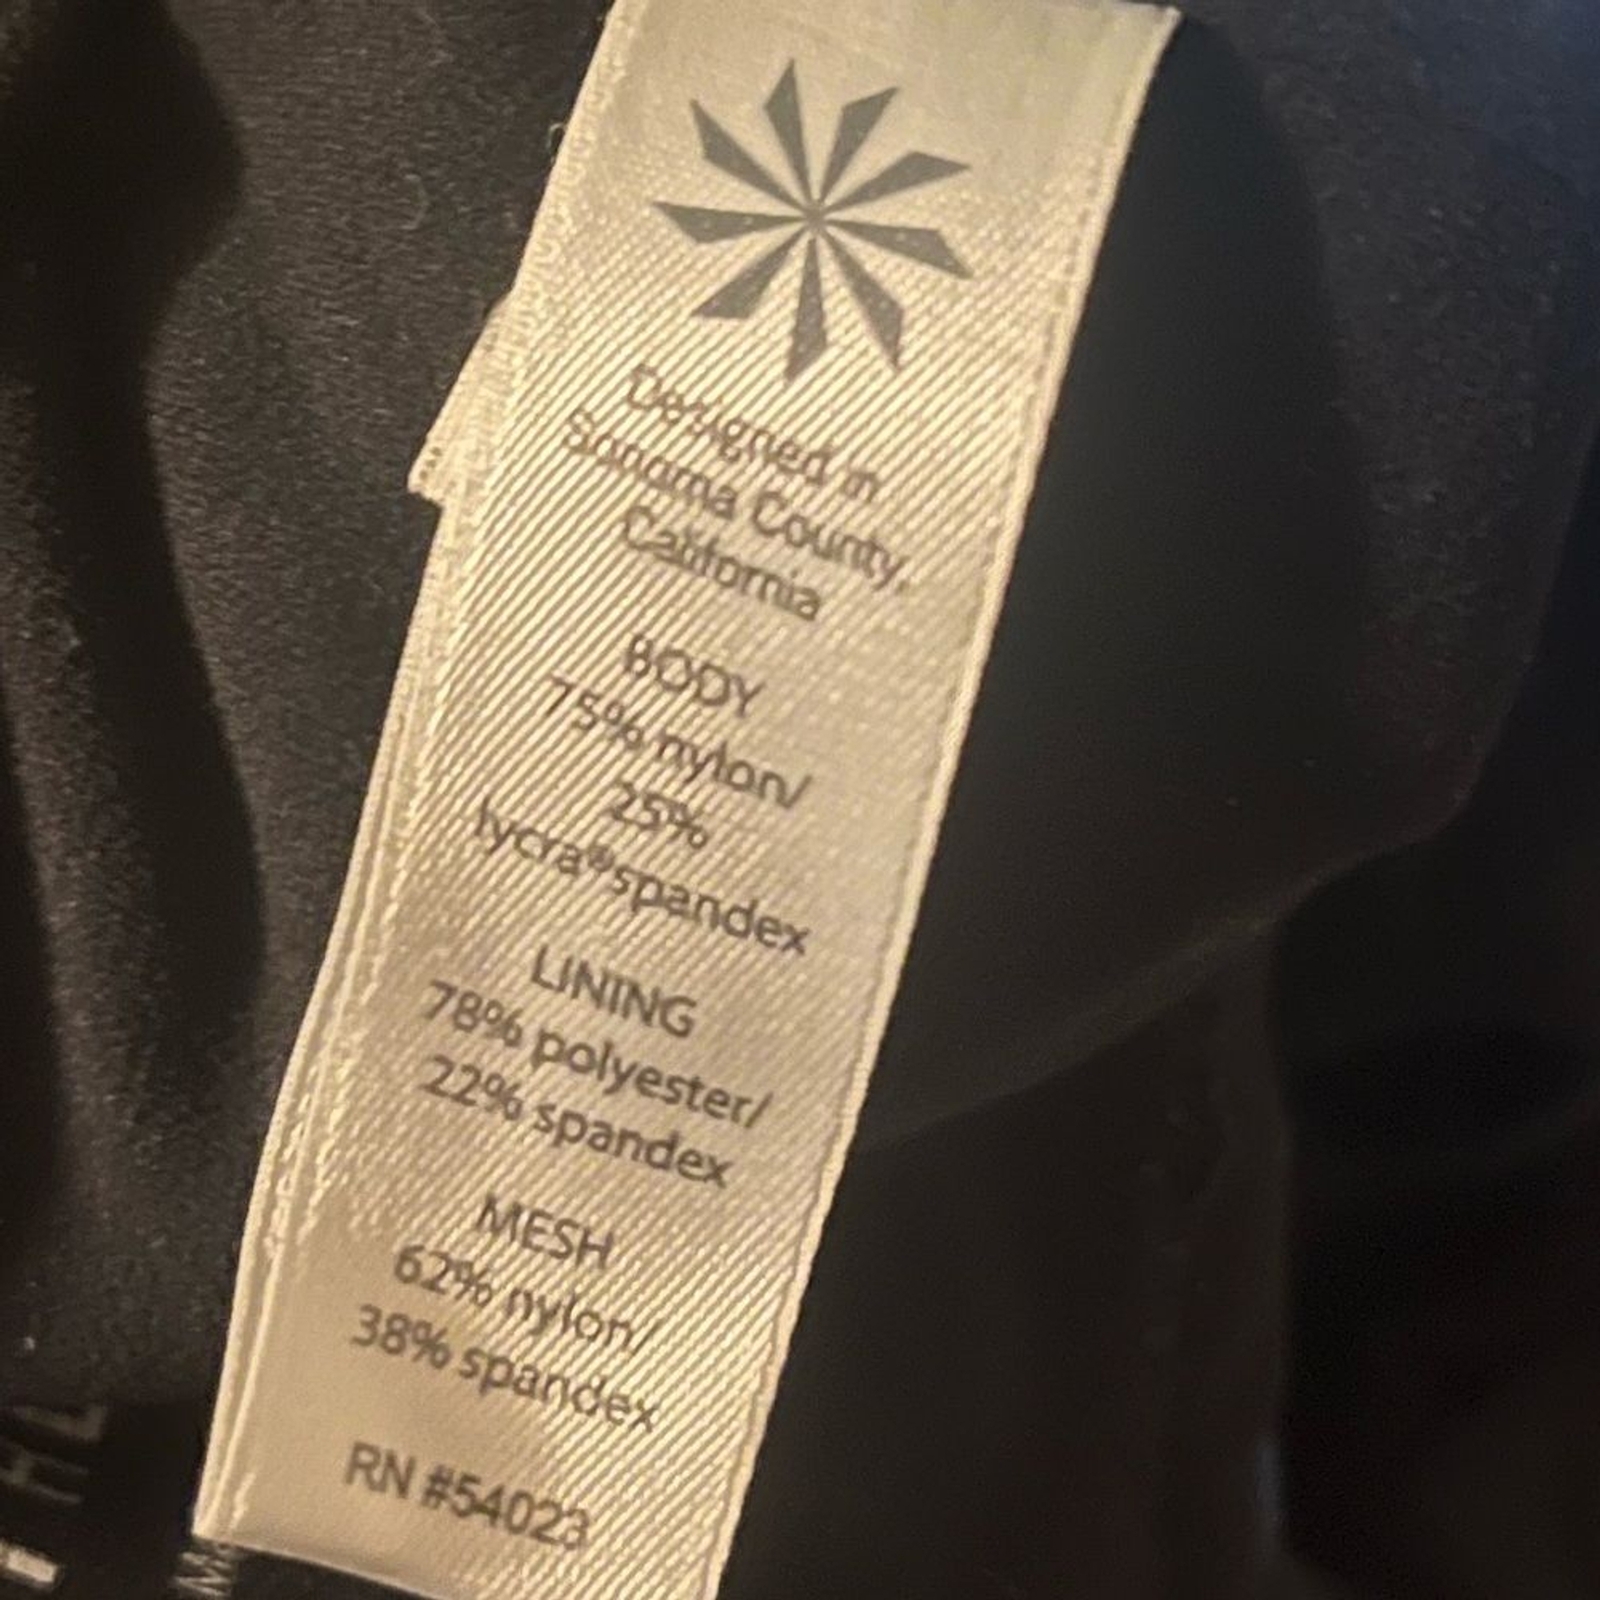 Designed in
Sonoma County,
California
BODY
75% nylon/
25%
lycra® spandex
LINING
78% polyester/
22% spandex
MESH
62% nylon/
38% spandex
RN #54023